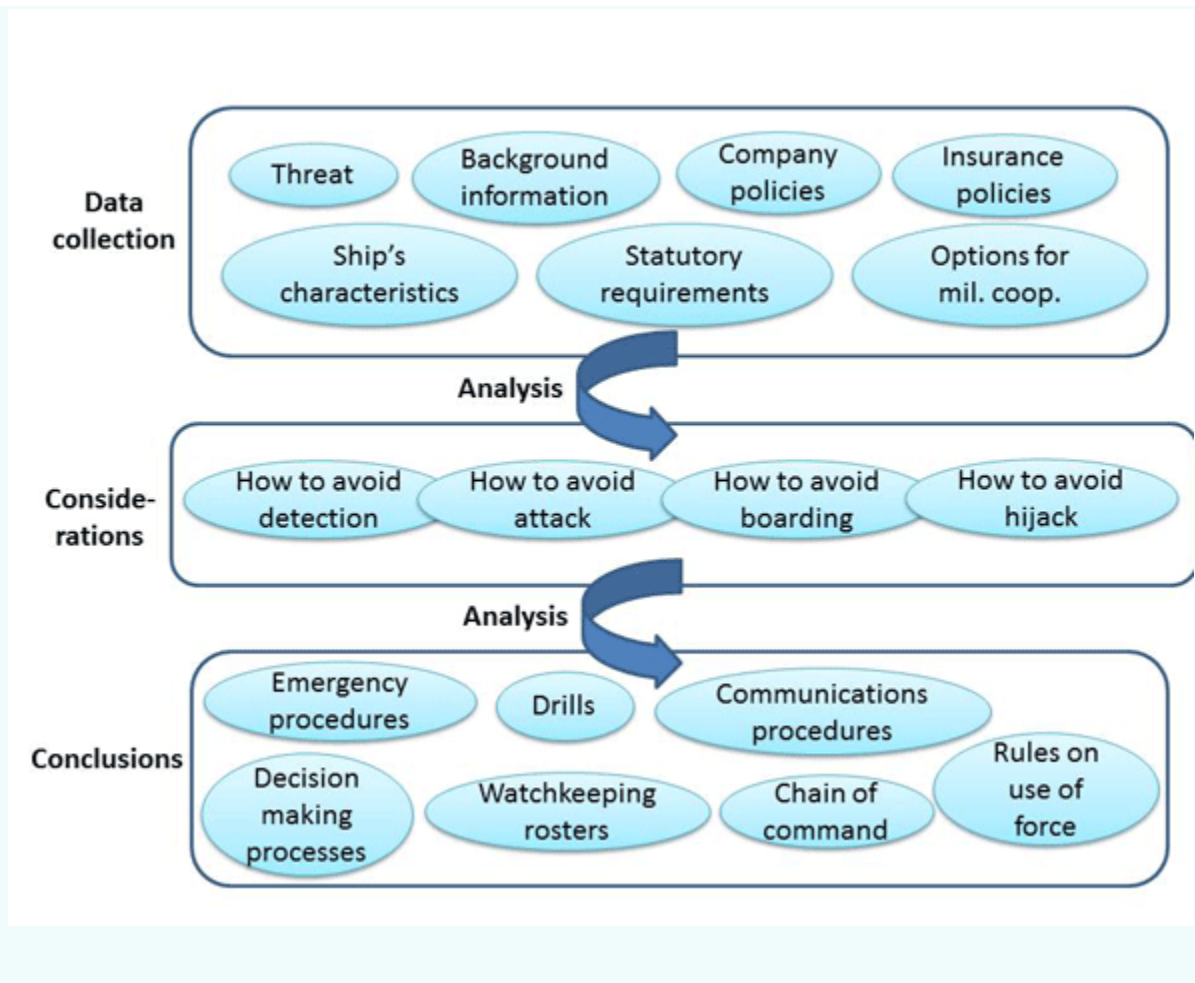 Data
collection
Threat
Background
information
Company
policies
Insurance
policies
Ship's
characteristics
Statutory
requirements
Options for
mil. coop.
Analysis
Conside-
rations
How to avoid
detection
How to avoid
attack
How to avoid
boarding
How to avoid
hijack
Analysis
Conclusions
Emergency
procedures
Drills
Communications
procedures
Decision
making
processes
Watchkeeping
rosters
Chain of
command
Rules on
use of
force